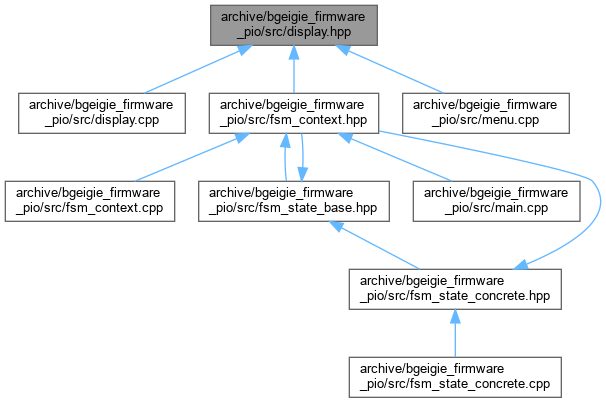 archive/bgeigie_firmware
_pio/src/display.hpp
archive/bgeigie_firmware
_pio/src/display.cpp
archive/bgeigie_firmware
_pio/src/fsm_context.hpp
archive/bgeigie_firmware
_pio/src/menu.cpp
archive/bgeigie_firmware
_pio/src/fsm_context.cpp
archive/bgeigie_firmware
_pio/src/fsm_state_base.hpp
archive/bgeigie_firmware
_pio/src/main.cpp
archive/bgeigie_firmware
_pio/src/fsm_state_concrete.hpp
archive/bgeigie_firmware
_pio/src/fsm_state_concrete.cpp